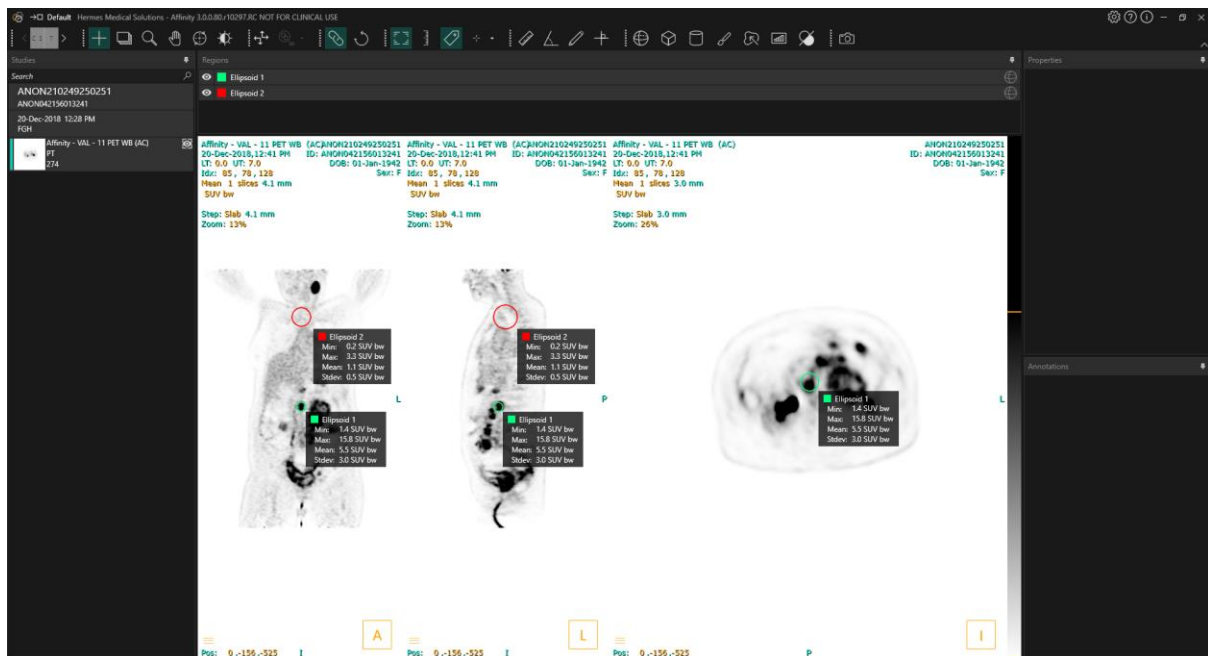 Default Hermes Medical Solutions - Affinity 3.0.0.80.r10297.RC NOT FOR CLINICAL USE
Studies
Regions
Properties
Search
Ellipsoid 1
Ellipsoid 2
ANON210249250251
ANON042156013241
20-Dec-2018 12:28 PM
FGH
Affinity - VAL - 11 PET WB (AC)
PT
274
Affinity - VAL - 11 PET WB (AC)ANON210249250251
20-Dec-2018,12:41 PM ID: ANON042156013241
LT: 0.0 UT: 7.0 DOB: 01-Jan-1942
Idx: 85, 78, 128 Sex: F
Mean 1 slices 4.1 mm
SUV bw
Step: Slab 4.1 mm
Zoom: 13%
Ellipsoid 2
Min: 0.2 SUV bw
Max: 3.3 SUV bw
Mean: 1.1 SUV bw
Stdev: 0.5 SUV bw
L
Ellipsoid 1
Min: 1.4 SUV bw
Max: 15.8 SUV bw
Mean: 5.5 SUV bw
Stdev: 3.0 SUV bw
A
Pos: 0,-156,-525 I
Affinity - VAL - 11 PET WB (AC)ANON210249250251
20-Dec-2018,12:41 PM ID: ANON042156013241
LT: 0.0 UT: 7.0 DOB: 01-Jan-1942
Idx: 85, 78, 128 Sex: F
Mean 1 slices 4.1 mm
SUV bw
Step: Slab 4.1 mm
Zoom: 13%
Ellipsoid 2
Min: 0.2 SUV bw
Max: 3.3 SUV bw
Mean: 1.1 SUV bw
Stdev: 0.5 SUV bw
P
Ellipsoid 1
Min: 1.4 SUV bw
Max: 15.8 SUV bw
Mean: 5.5 SUV bw
Stdev: 3.0 SUV bw
L
Pos: 0,-156,-525 I
Affinity - VAL - 11 PET WB (AC) ANON210249250251
20-Dec-2018,12:41 PM ID: ANON042156013241
LT: 0.0 UT: 7.0 DOB: 01-Jan-1942
Idx: 85, 78, 128 Sex: F
Mean 1 slices 3.0 mm
SUV bw
Step: Slab 3.0 mm
Zoom: 26%
L
Ellipsoid 1
Min: 1.4 SUV bw
Max: 15.8 SUV bw
Mean: 5.5 SUV bw
Stdev: 3.0 SUV bw
I
Pos: 0,-156,-525 P
Annotations